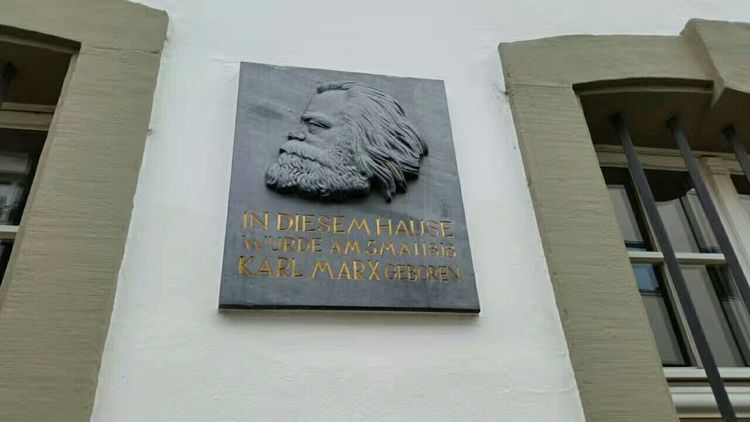 IN DIESEM HAUSE
WURDE AM 5 MAI 1818
KARL MARX GEBOREN